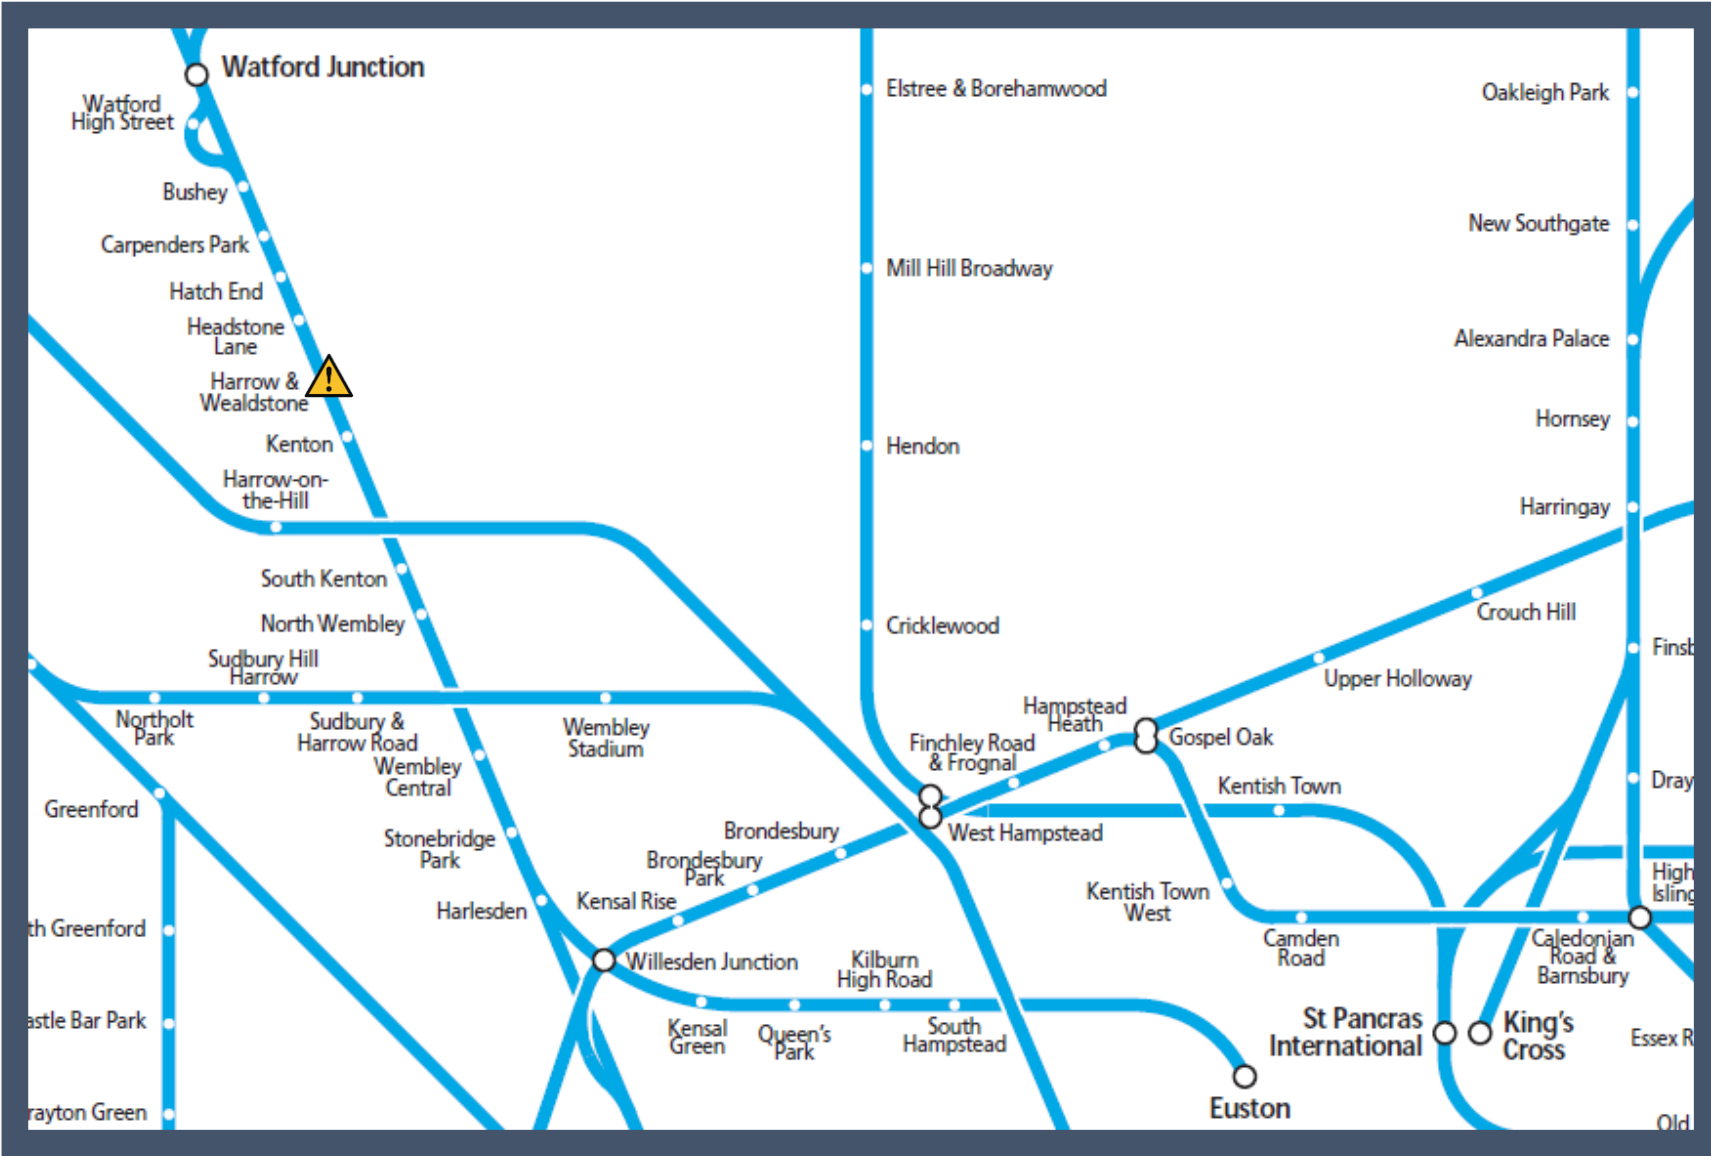 Watford Junction
Watford
High Street
Bushey
Carpenders Park
Hatch End
Headstone
Lane
Harrow &
Wealdstone
!
Kenton
Harrow-on-
the-Hill
South Kenton
North Wembley
Sudbury Hill
Harrow
Northolt
Park
Sudbury &
Harrow Road
Wembley
Stadium
Wembley
Central
Greenford
Stonebridge
Park
Harlesden
th Greenford
astle Bar Park
rayton Green
Willesden Junction
Kensal Rise
Brondesbury
Park
Brondesbury
Kensal
Green
Queen's
Park
Kilburn
High Road
South
Hampstead
Euston
Elstree & Borehamwood
Mill Hill Broadway
Hendon
Cricklewood
Finchley Road
& Frognal
West Hampstead
Hampstead
Heath
Gospel Oak
Kentish Town
Kentish Town
West
Camden
Road
Upper Holloway
Crouch Hill
Oakleigh Park
New Southgate
Alexandra Palace
Hornsey
Harringay
Finsb
Dray
High
Isling
Caledonian
Road &
Barnsbury
St Pancras
International
King's
Cross
Essex R
Old